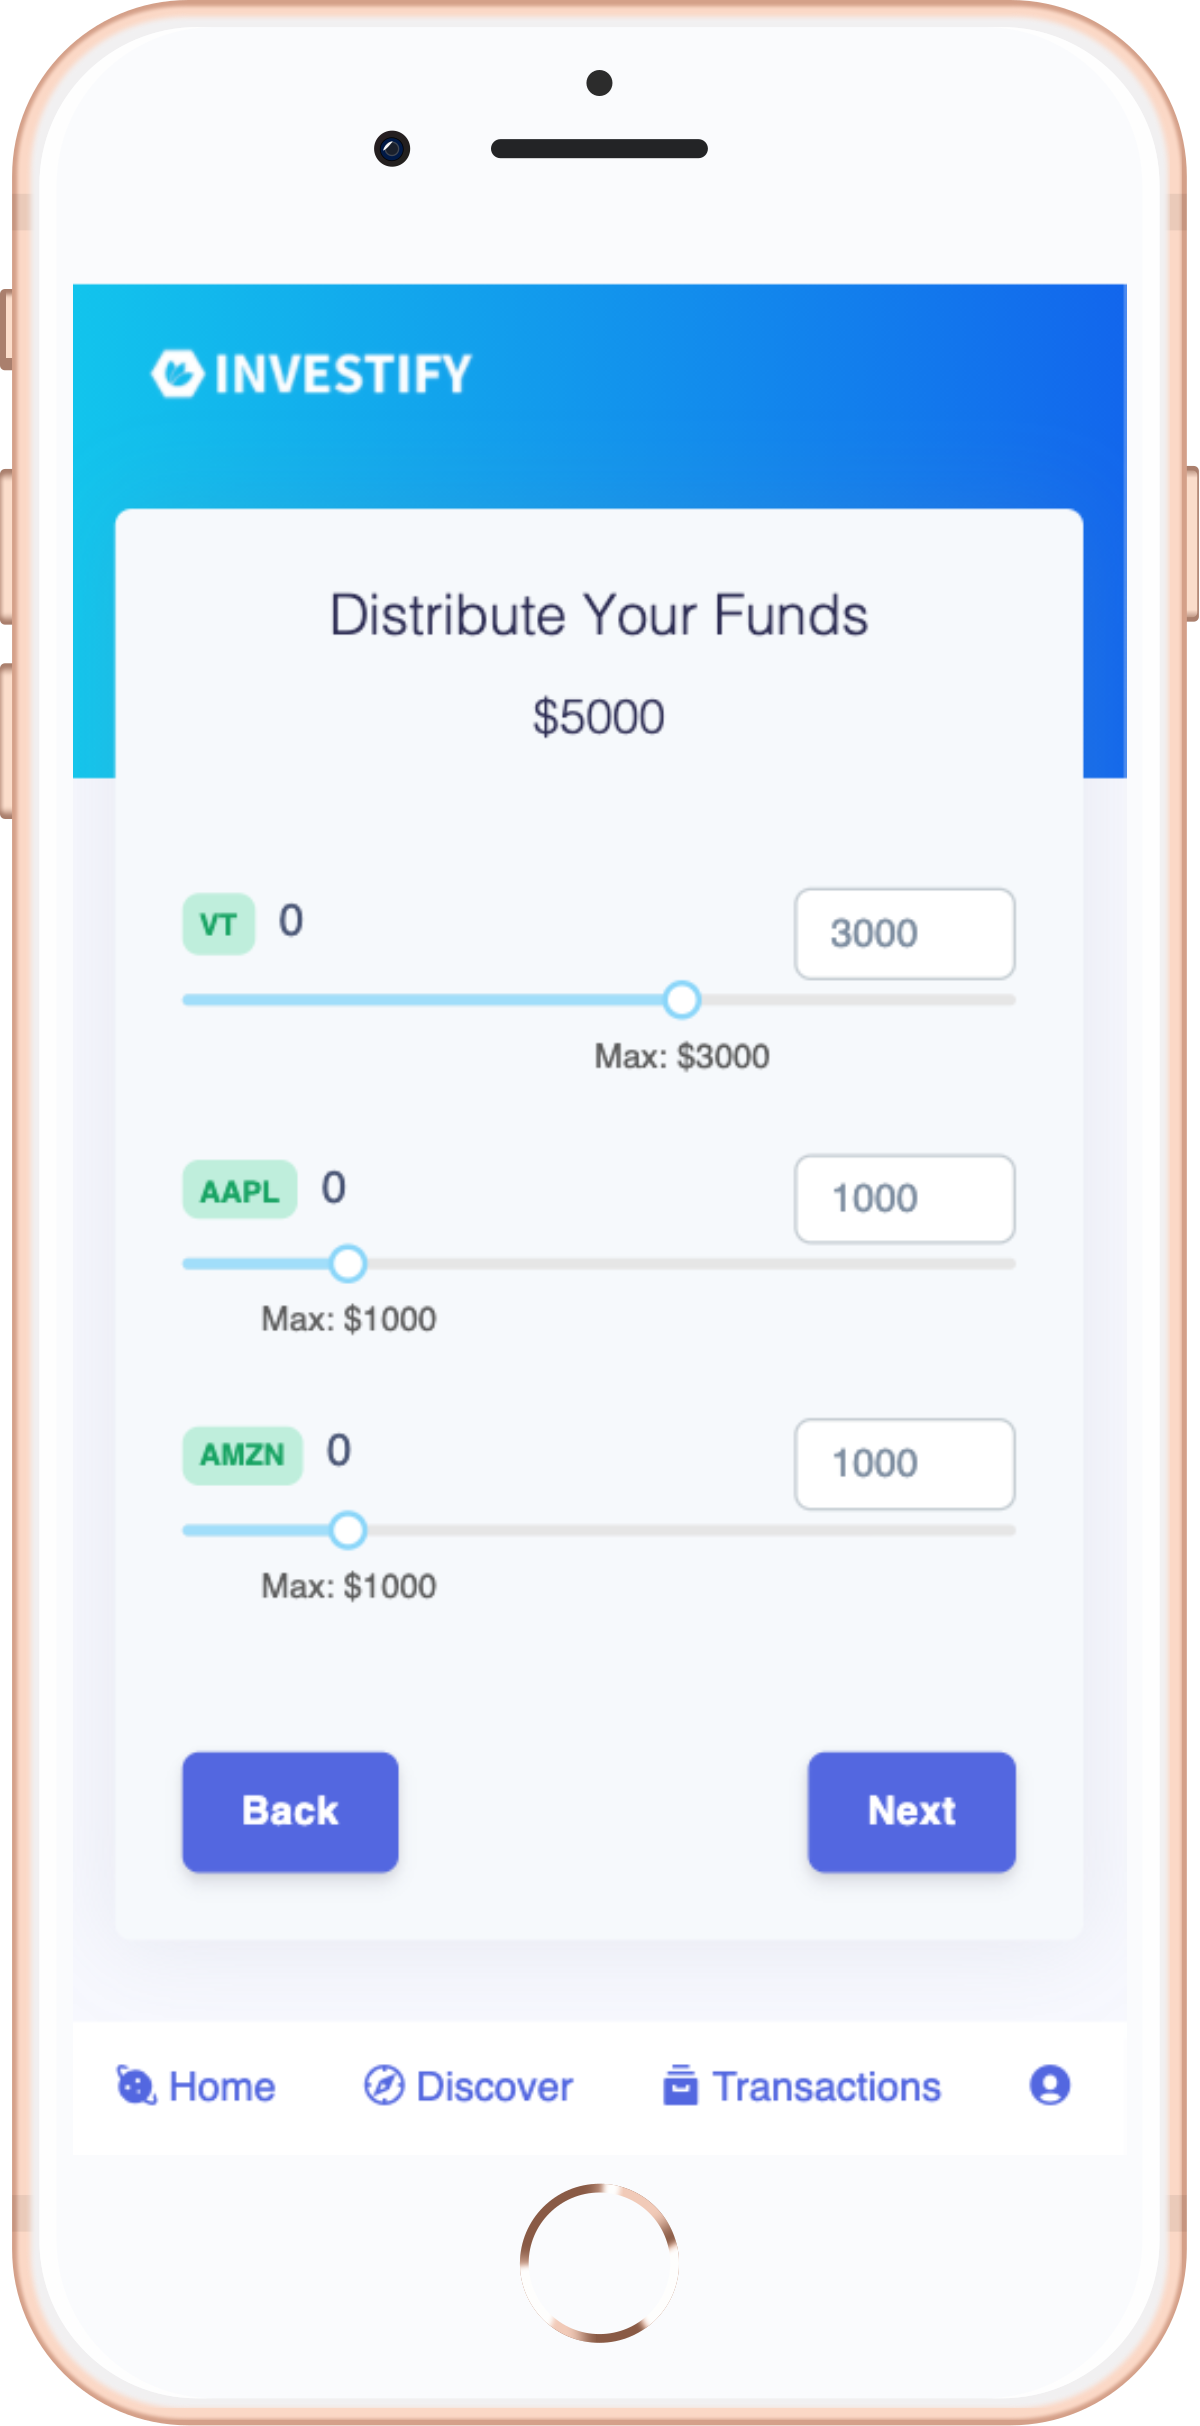 INVESTIFY
Distribute Your Funds
$5000
VT 0 3000
Max: $3000
AAPL 0 1000
Max: $1000
AMZN 0 1000
Max: $1000
Back Next
Home Discover Transactions